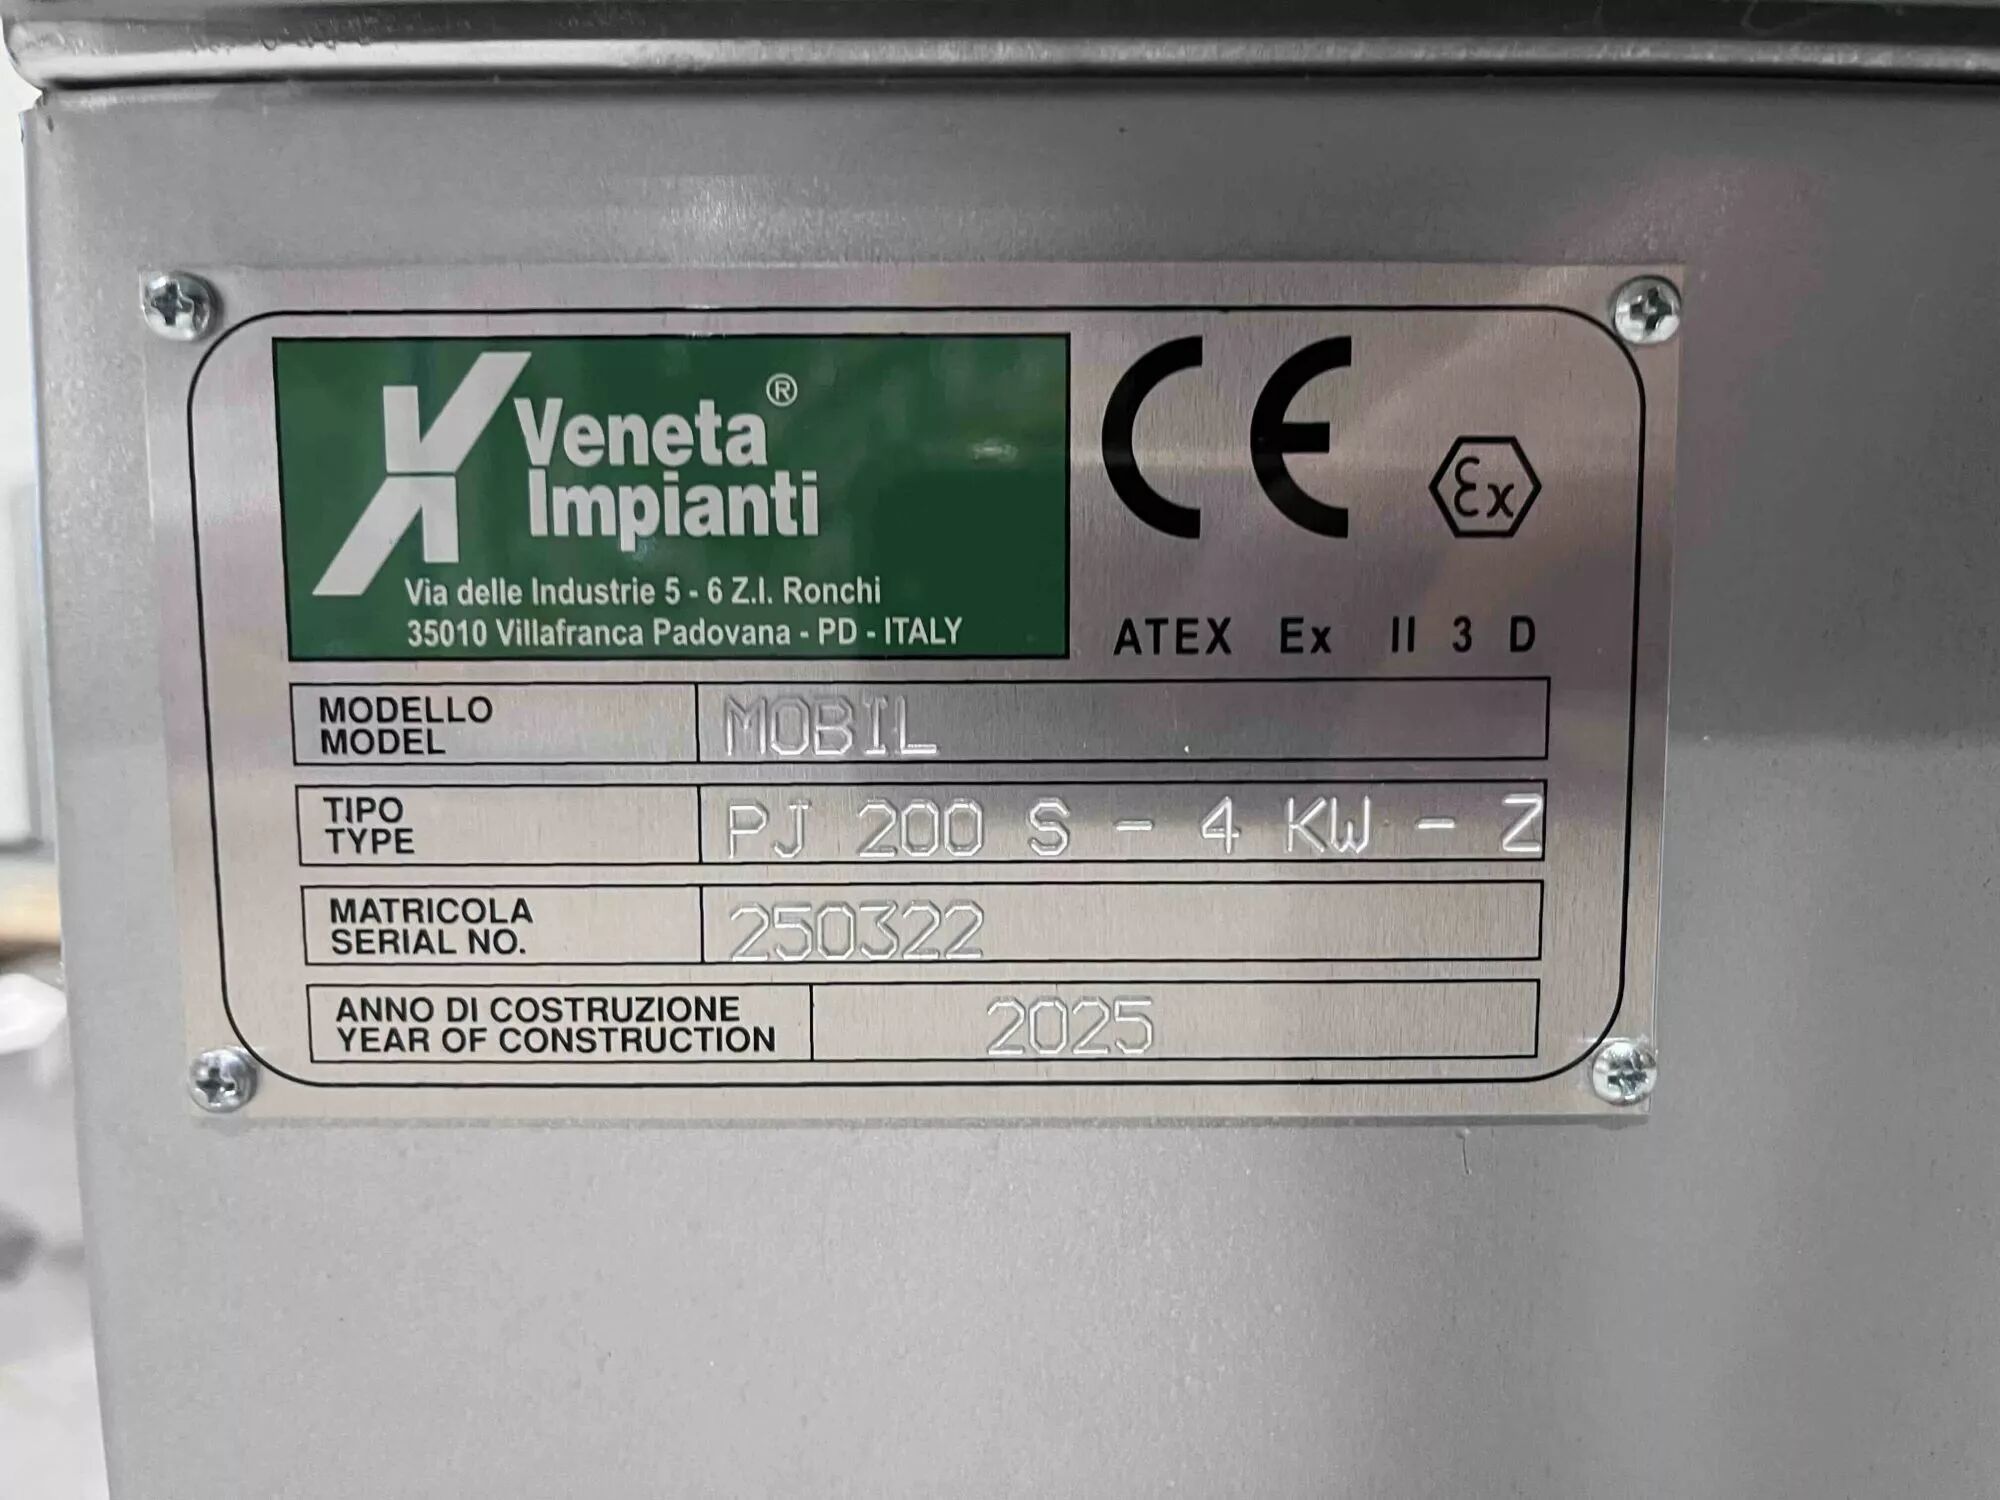 Veneta®
Impianti
Via delle Industrie 5 - 6 Z.I. Ronchi
35010 Villafranca Padovana - PD - ITALY
CE
Ex
ATEX Ex II 3 D
MODELLO
MODEL
MOBIL
TIPO
TYPE
PJ 200 S - 4 KW - Z
MATRICOLA
SERIAL NO.
250322
ANNO DI COSTRUZIONE
YEAR OF CONSTRUCTION
2025